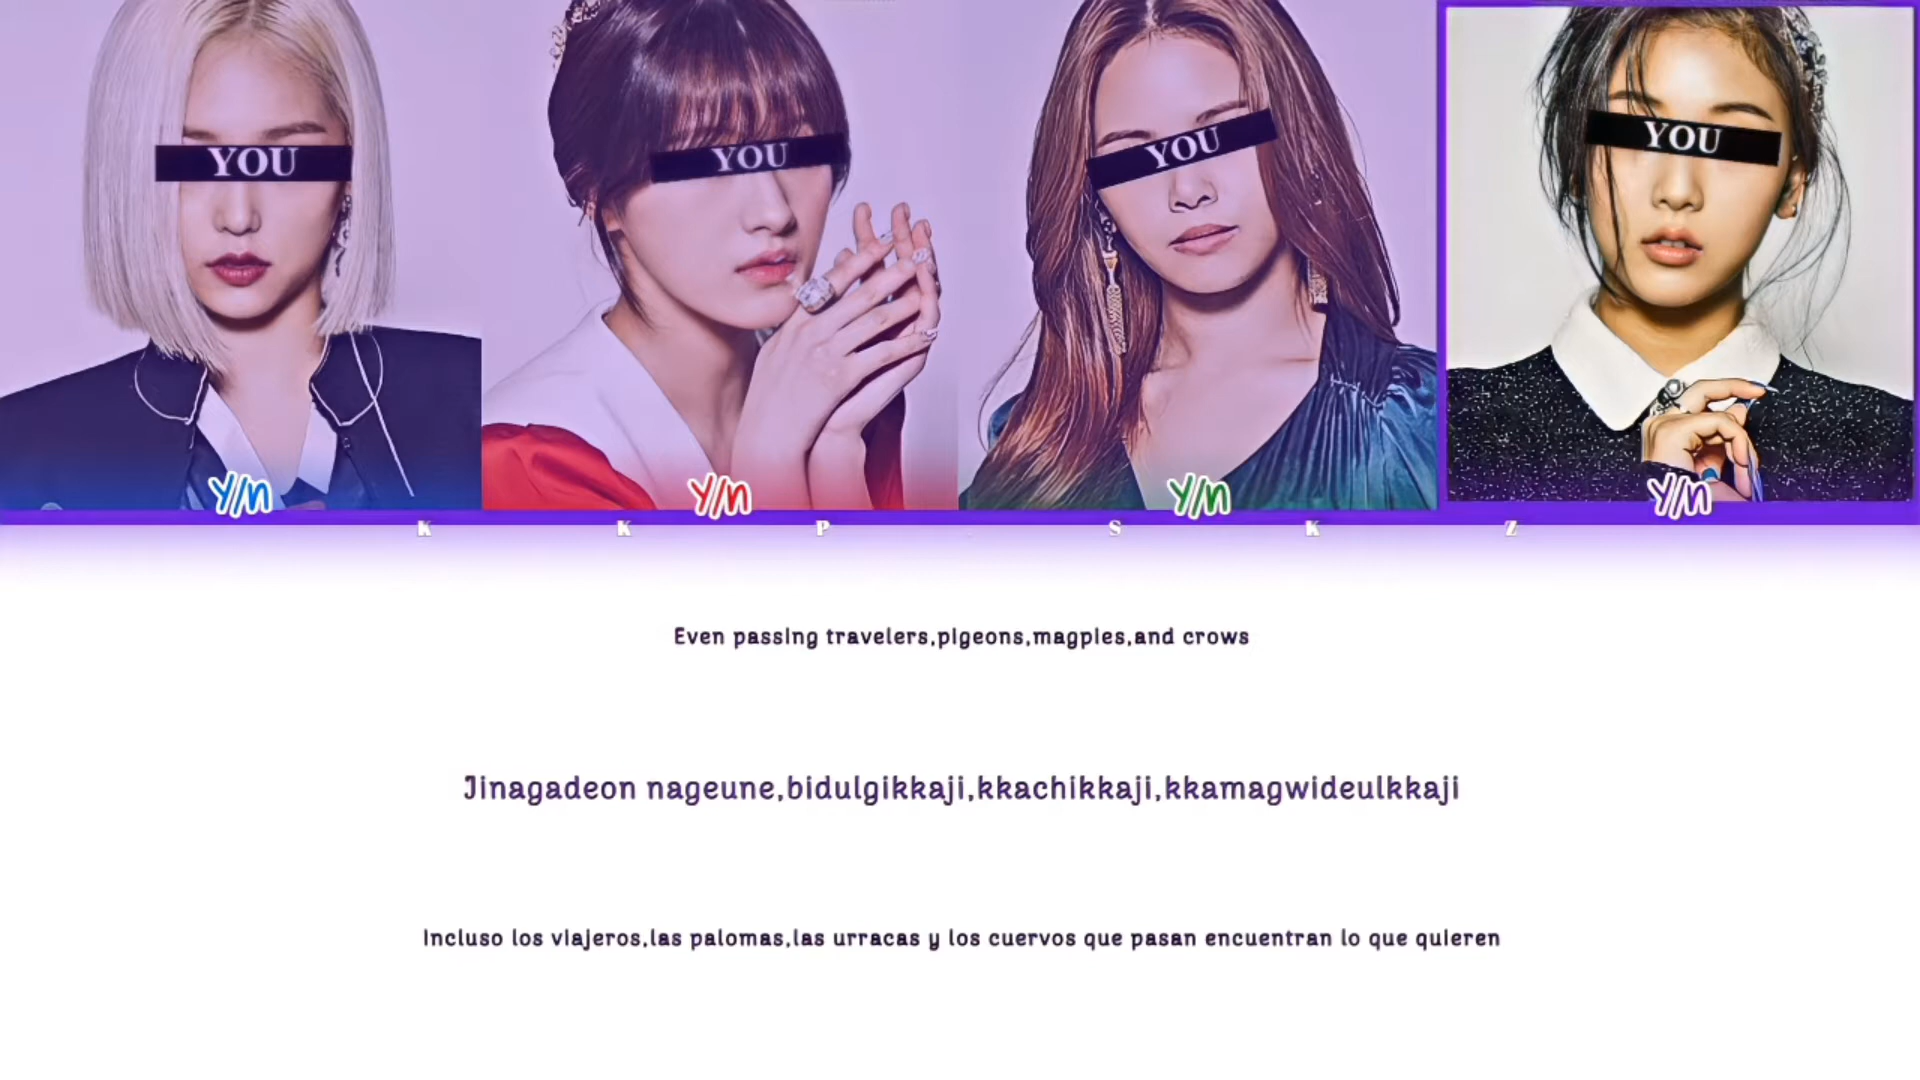 YOU YOU YOU YOU
Y/n Y/n Y/n Y/n
K K P . S K Z
Even passing travelers,pigeons,magpies,and crows
Jinagadeon nageune,bidulgikkaji,kkachikkaji,kkamagwideulkkaji
Incluso los viajeros,las palomas,las urracas y los cuervos que pasan encuentran lo que quieren